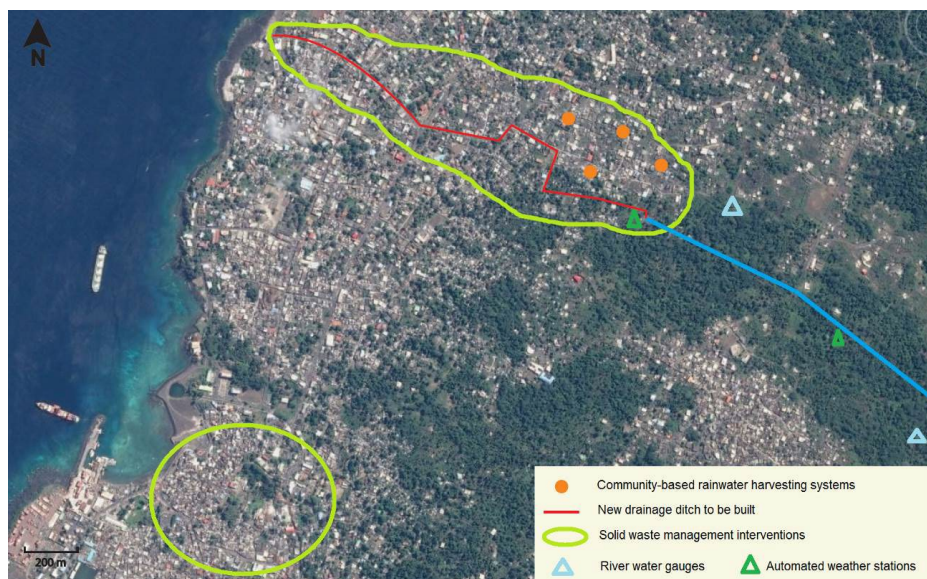 N
Community-based rainwater harvesting systems
New drainage ditch to be built
Solid waste management interventions
River water gauges
Automated weather stations
200 m